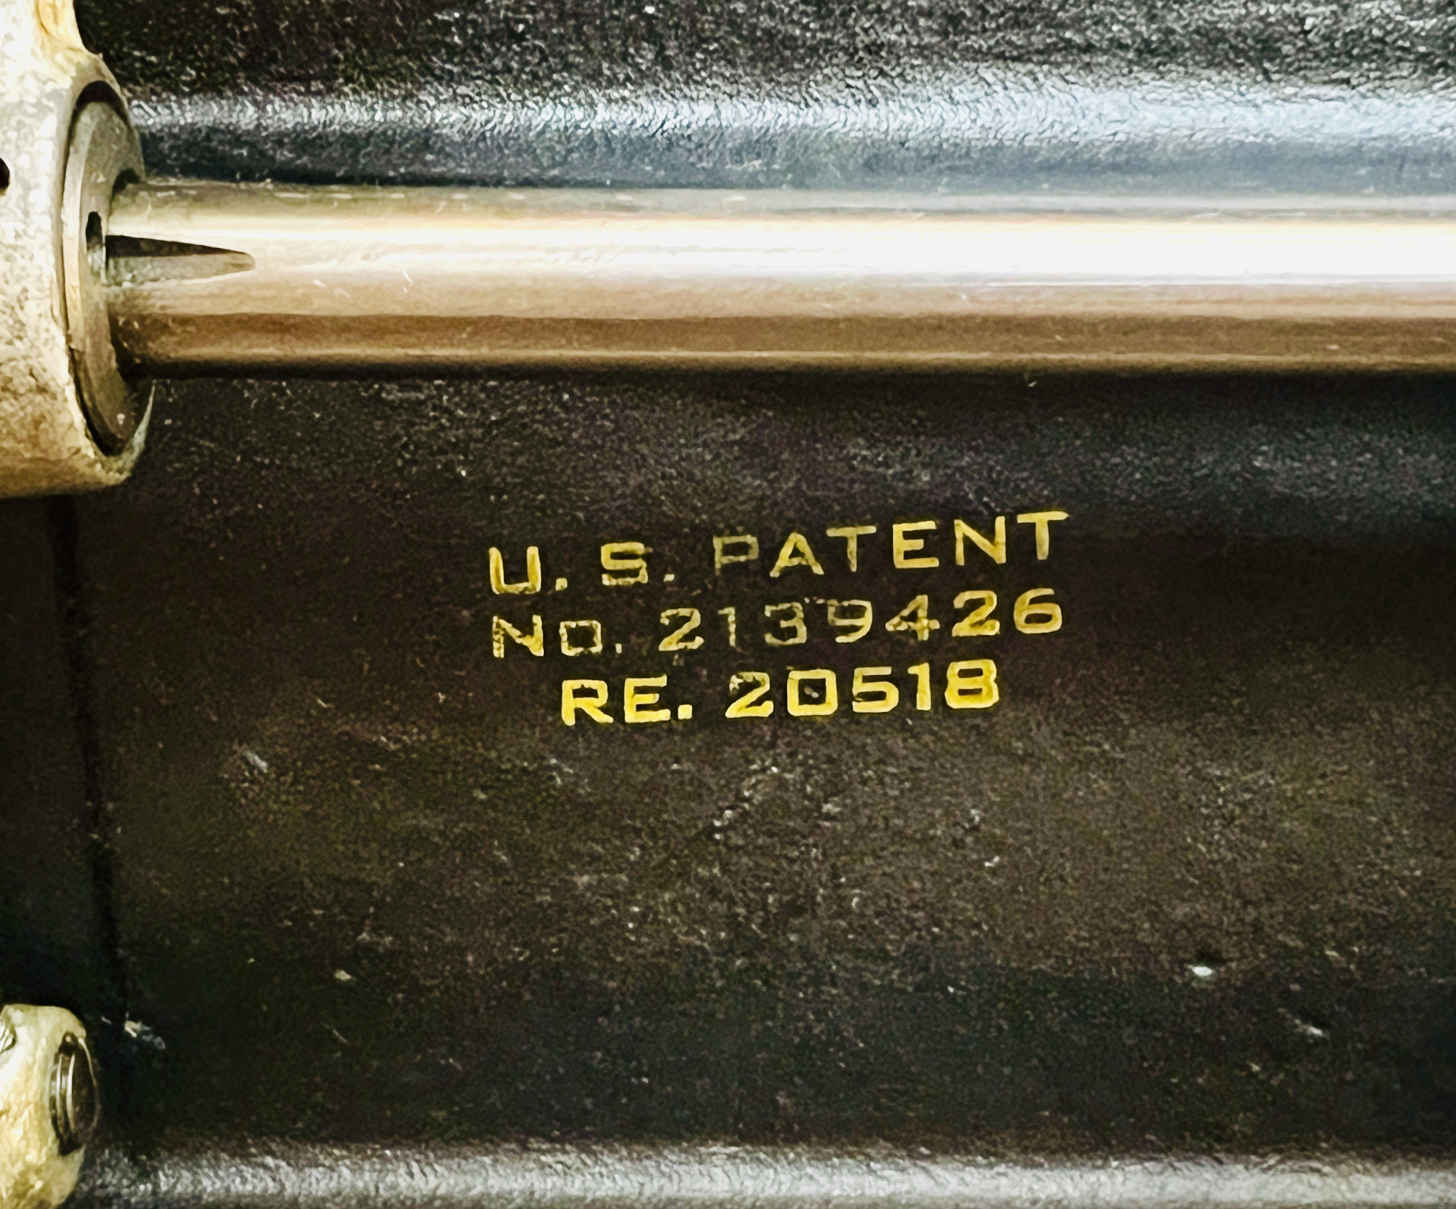 U. S. PATENT
No. 2139426
RE. 20518